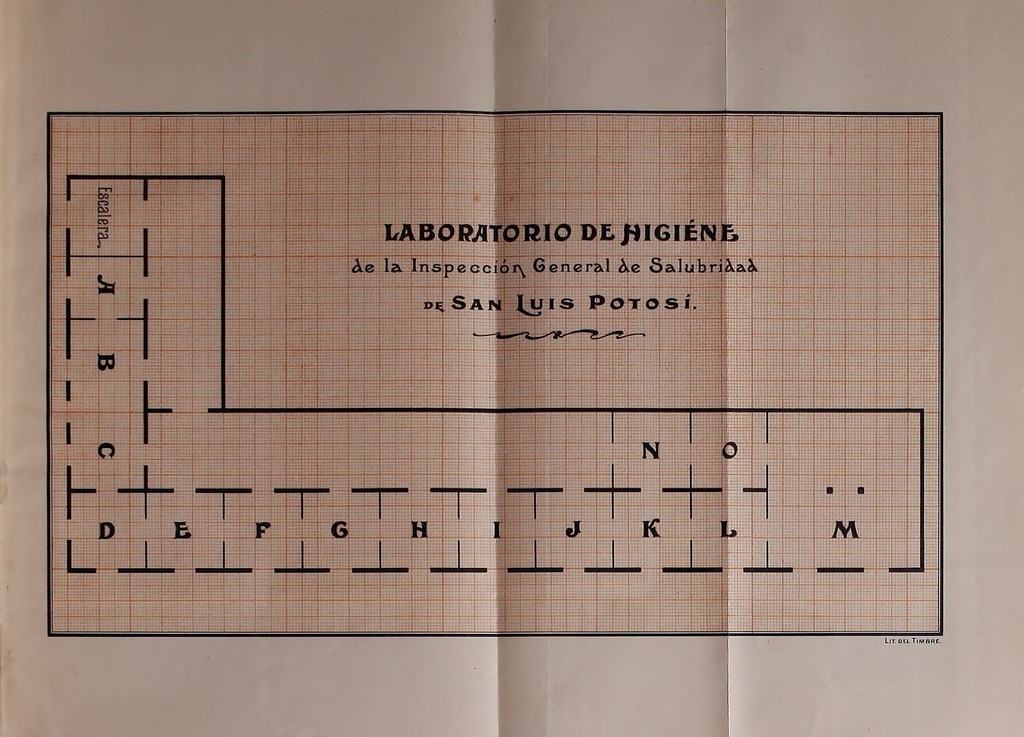 LABORATORIO DE HIGIÉNE
de la Inspección General de Salubridad
DE SAN LUIS POTOSÍ.
Escalera
A
B
C
N O
D E F G H I J K L M
LIT. DEL TIMBRE.